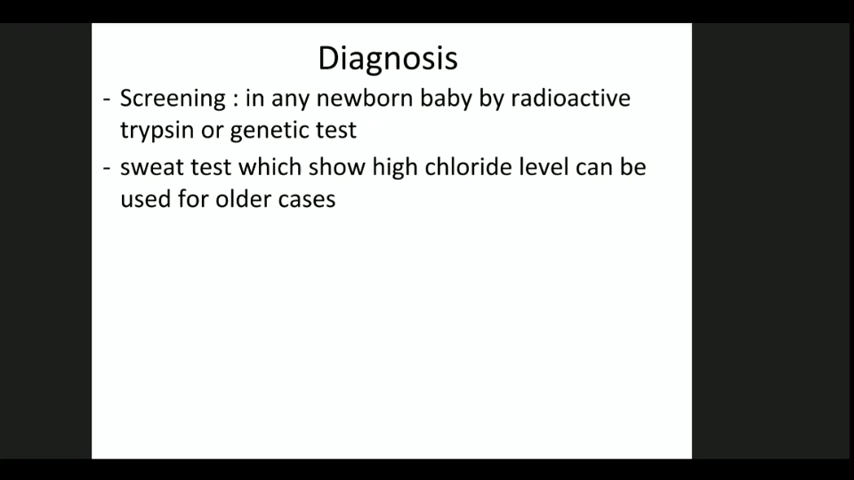 Diagnosis
- Screening : in any newborn baby by radioactive
trypsin or genetic test
- sweat test which show high chloride level can be
used for older cases